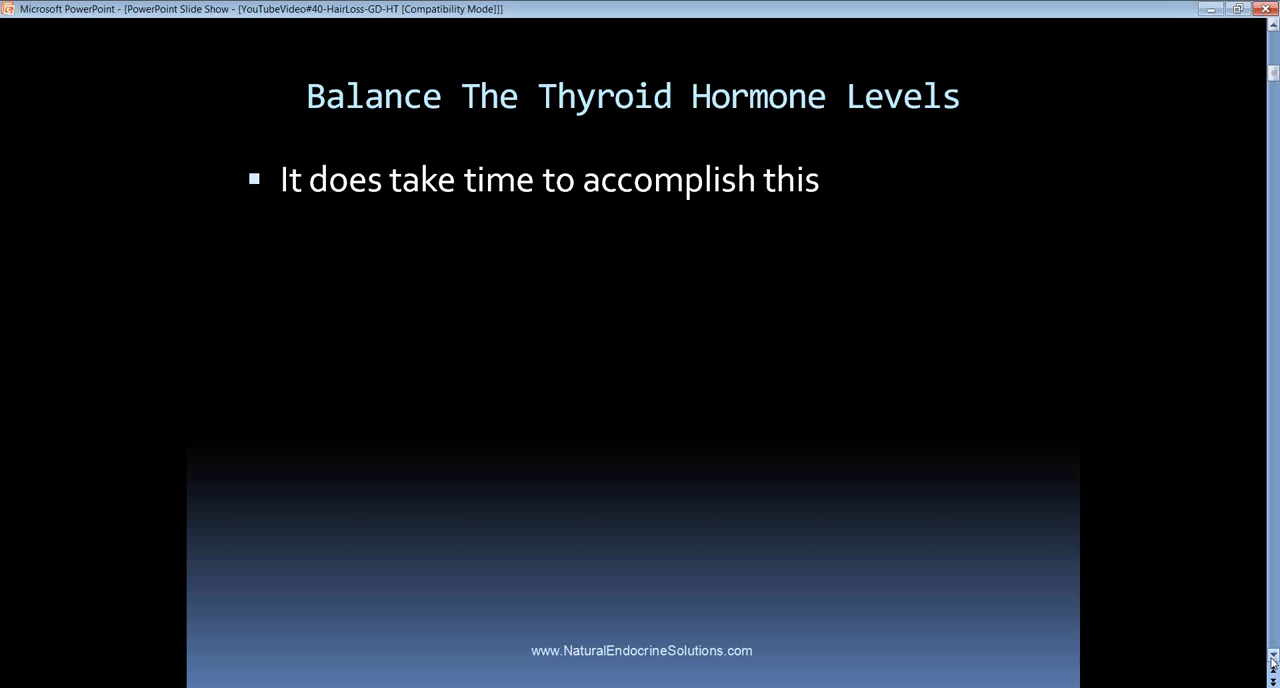 Microsoft PowerPoint - [PowerPoint Slide Show - [YouTubeVideo#40-HairLoss-GD-HT [Compatibility Mode]]]
Balance The Thyroid Hormone Levels
It does take time to accomplish this
www.NaturalEndocrineSolutions.com